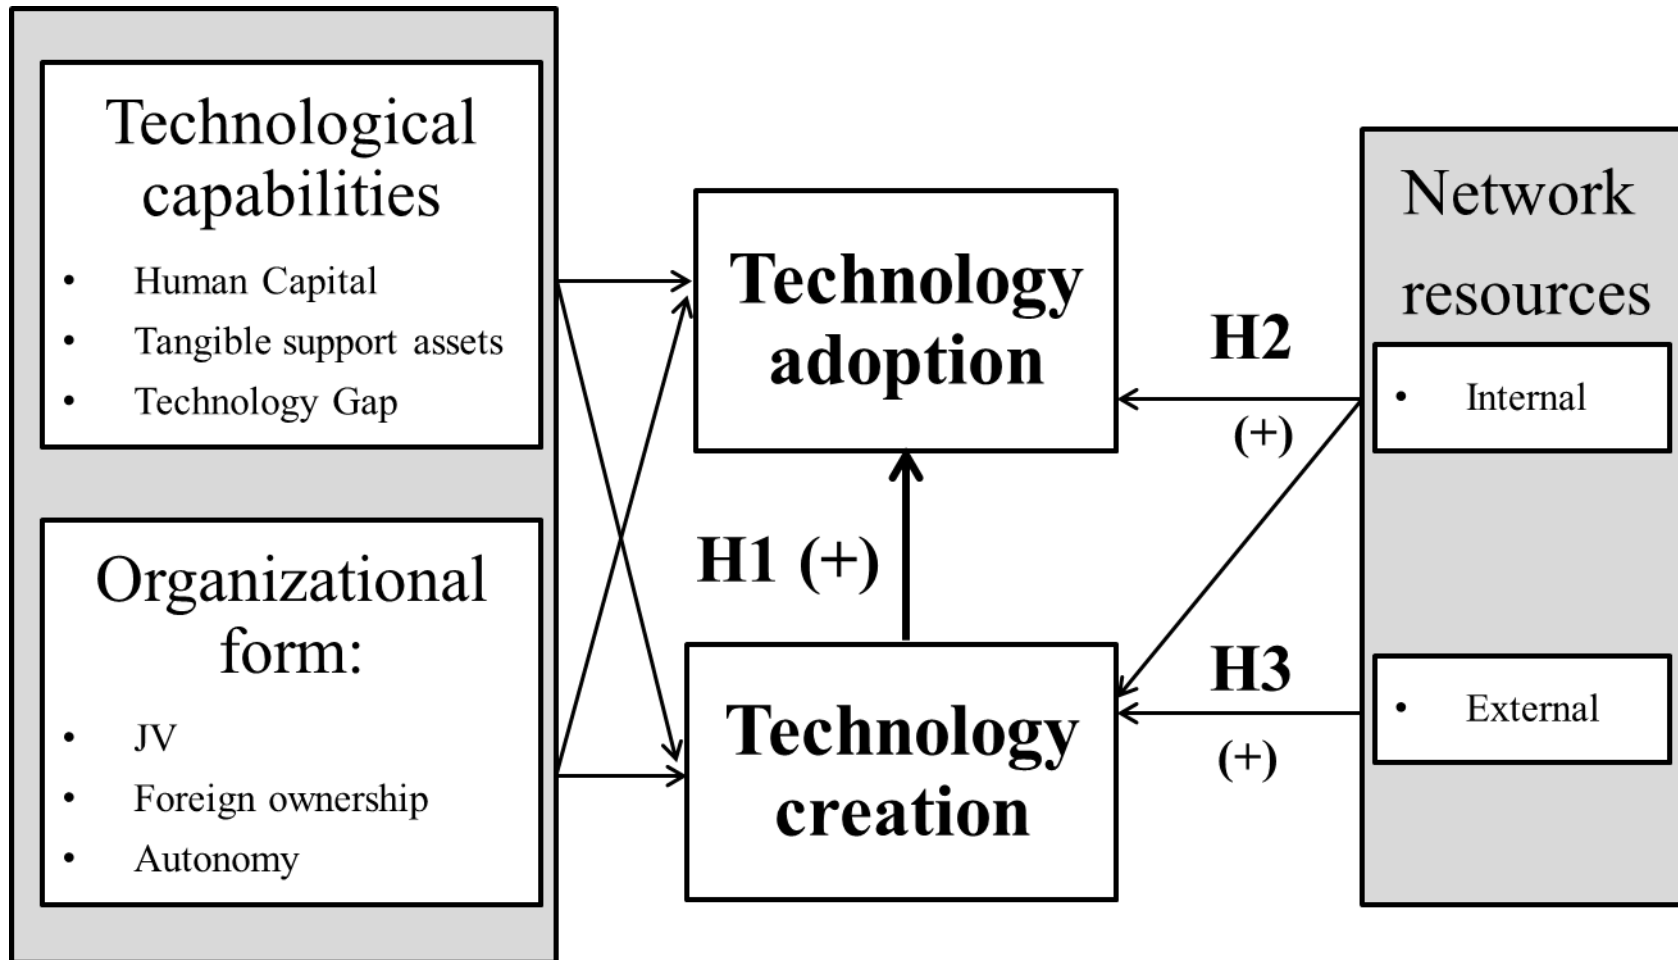 Technological
capabilities
• Human Capital
• Tangible support assets
• Technology Gap
Organizational
form:
• JV
• Foreign ownership
• Autonomy
Technology
adoption
H1 (+)
Technology
creation
H2
(+)
H3
(+)
Network
resources
• Internal
• External